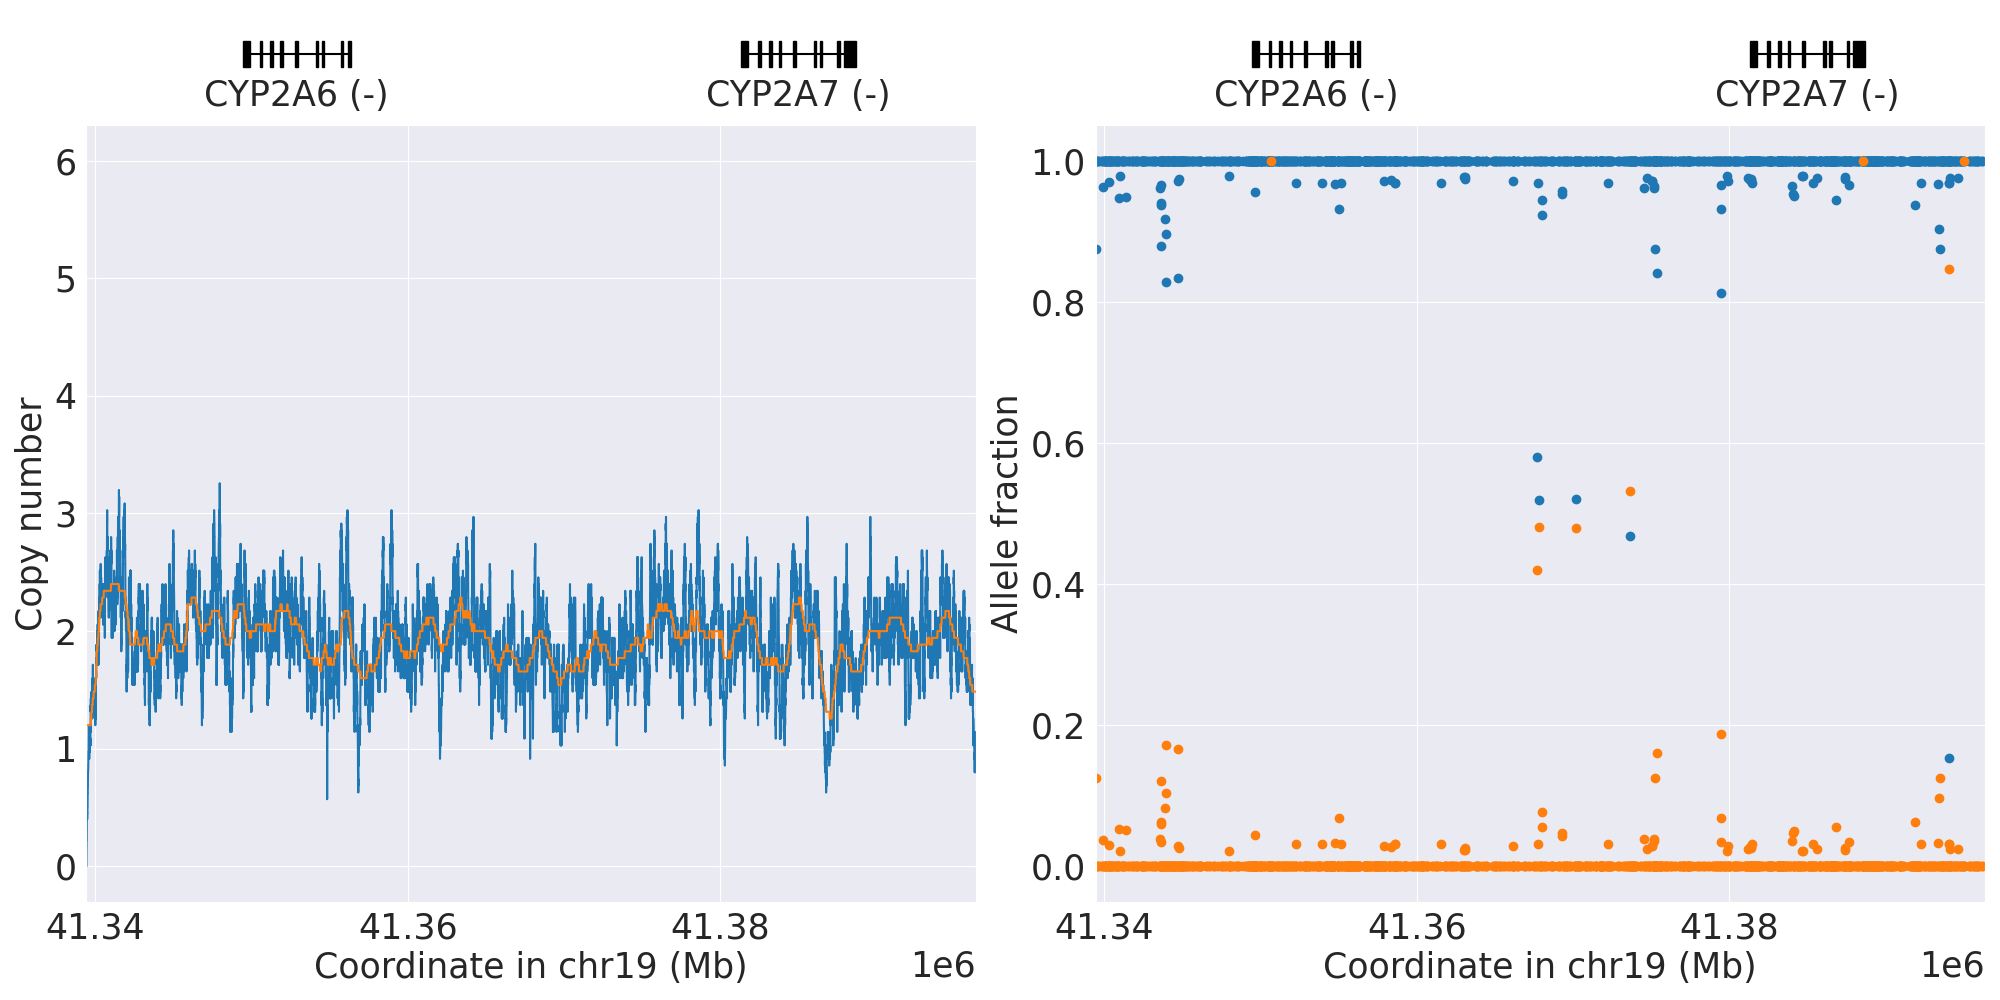 CYP2A6 (-)
CYP2A7 (-)
6
5
4
3
2
1
0
Copy number
41.34
41.36
41.38
Coordinate in chr19 (Mb)
1e6
CYP2A6 (-)
CYP2A7 (-)
1.0
0.8
0.6
0.4
0.2
0.0
Allele fraction
41.34
41.36
41.38
Coordinate in chr19 (Mb)
1e6